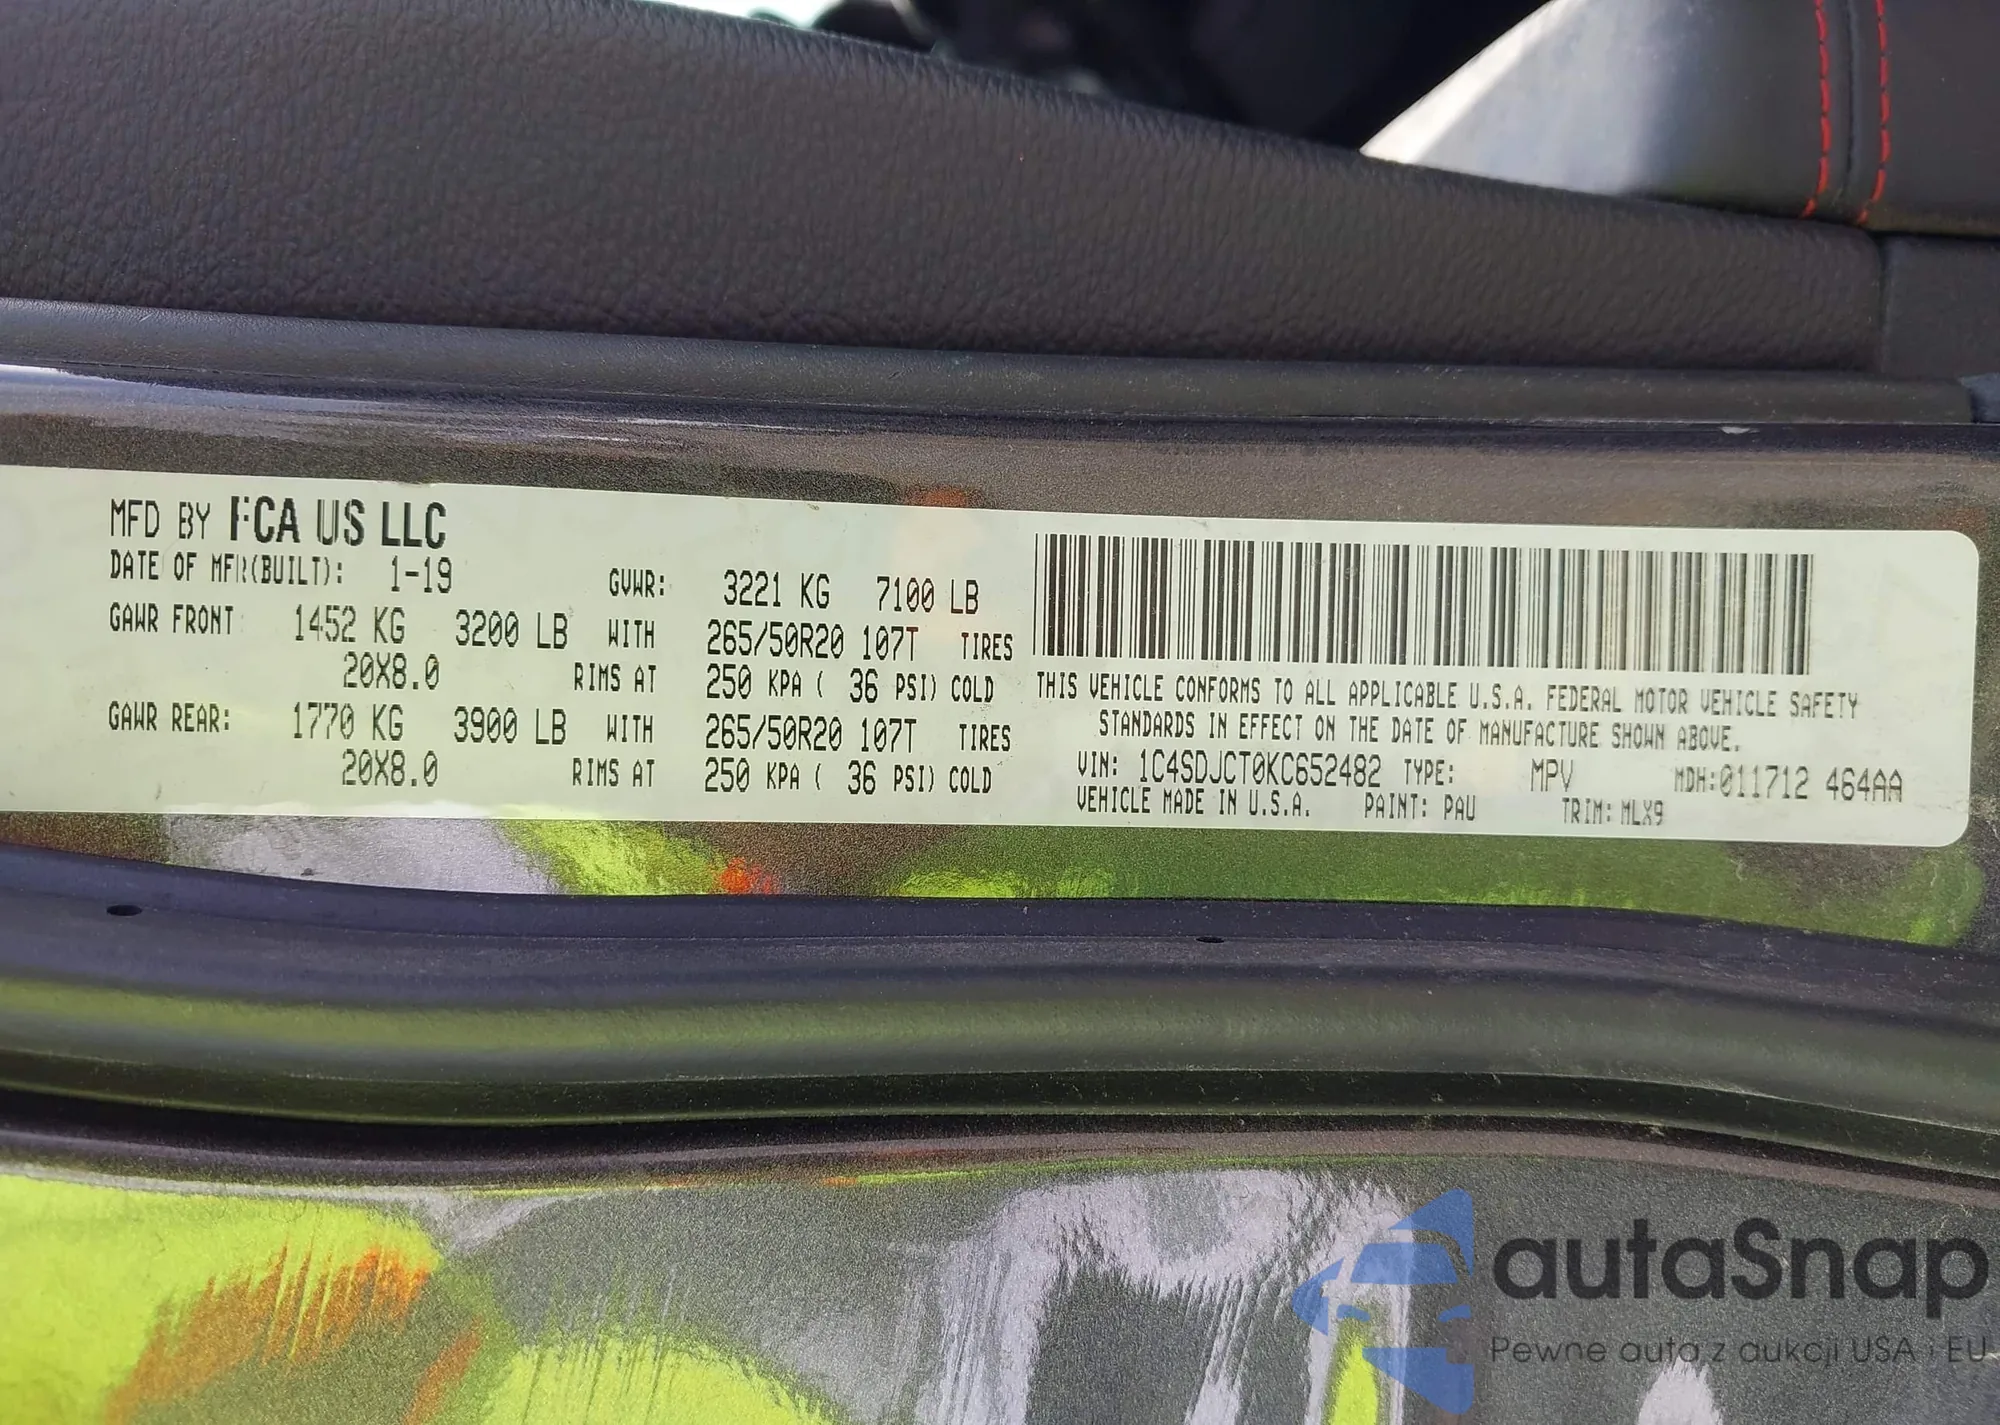 MFD BY FCA US LLC
DATE OF MFR(BUILT): 1-19 GVWR: 3221 KG 7100 LB
GAWR FRONT 1452 KG 3200 LB WITH 265/50R20 107T TIRES
20X8.0 RIMS AT 250 KPA ( 36 PSI) COLD
GAWR REAR: 1770 KG 3900 LB WITH 265/50R20 107T TIRES
20X8.0 RIMS AT 250 KPA ( 36 PSI) COLD
THIS VEHICLE CONFORMS TO ALL APPLICABLE U.S.A. FEDERAL MOTOR VEHICLE SAFETY
STANDARDS IN EFFECT ON THE DATE OF MANUFACTURE SHOWN ABOVE.
VIN: 1C4SDJCT0KC652482 TYPE: MPV MDH:011712 464AA
VEHICLE MADE IN U.S.A. PAINT: PAU TRIM: MLX9
autaSnap
Pewne auta z aukcji USA i EU